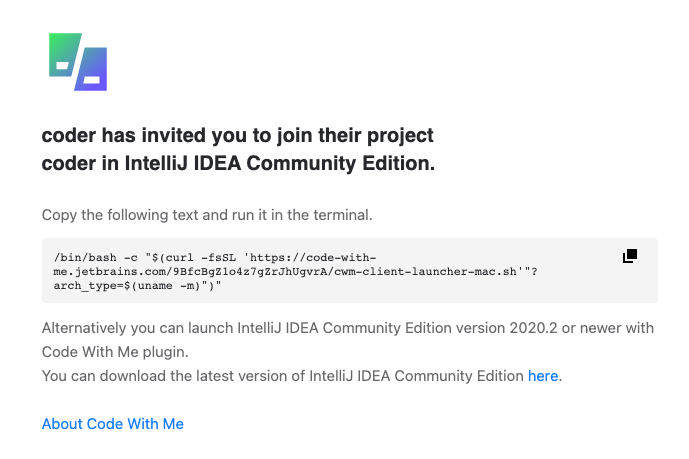 coder has invited you to join their project
coder in IntelliJ IDEA Community Edition.
Copy the following text and run it in the terminal.
/bin/bash -c "$(curl -fsSL 'https://code-with-
me.jetbrains.com/9BfcBgZ1o4z7gZrJhUgvrA/cwm-client-launcher-mac.sh'"?
arch_type=$(uname -m)")"
Alternatively you can launch IntelliJ IDEA Community Edition version 2020.2 or newer with
Code With Me plugin.
You can download the latest version of IntelliJ IDEA Community Edition here.
About Code With Me